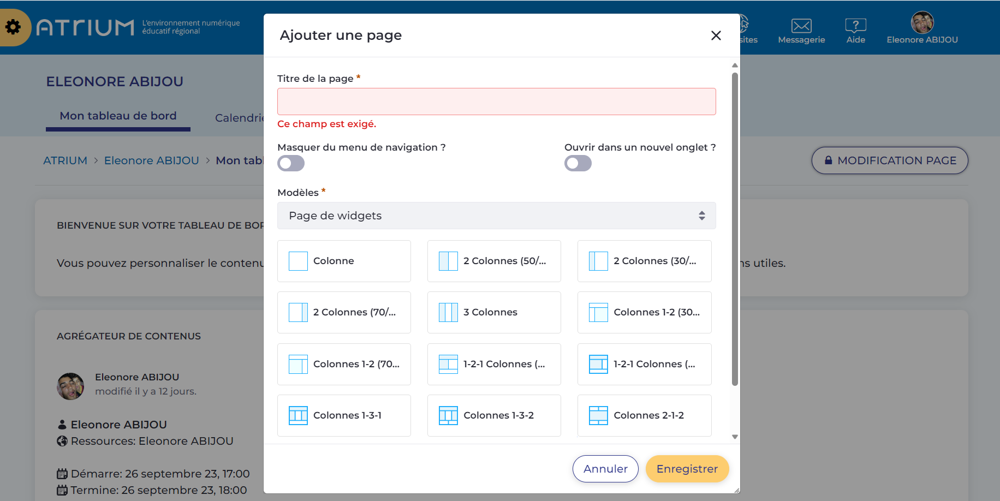 ATRIUM
L'environnement numérique
éducatif régional
sites
Messagerie
Aide
Eleonore ABIJOU
ELEONORE ABIJOU
Mon tableau de bord
Calendrie
ATRIUM > Eleonore ABIJOU > Mon tabl
MODIFICATION PAGE
BIENVENUE SUR VOTRE TABLEAU DE BOR
Vous pouvez personnaliser le contenu
ns utiles.
AGRÉGATEUR DE CONTENUS
Eleonore ABIJOU
modifié il y a 12 jours.
Eleonore ABIJOU
Ressources: Eleonore ABIJOU
Démarre: 26 septembre 23, 17:00
Termine: 26 septembre 23, 18:00
Ajouter une page
Titre de la page *
Ce champ est exigé.
Masquer du menu de navigation ?
Ouvrir dans un nouvel onglet ?
Modèles *
Page de widgets
Colonne
2 Colonnes (50/...
2 Colonnes (30/...
2 Colonnes (70/...
3 Colonnes
Colonnes 1-2 (30...
Colonnes 1-2 (70...
1-2-1 Colonnes (...
1-2-1 Colonnes (...
Colonnes 1-3-1
Colonnes 1-3-2
Colonnes 2-1-2
Annuler
Enregistrer